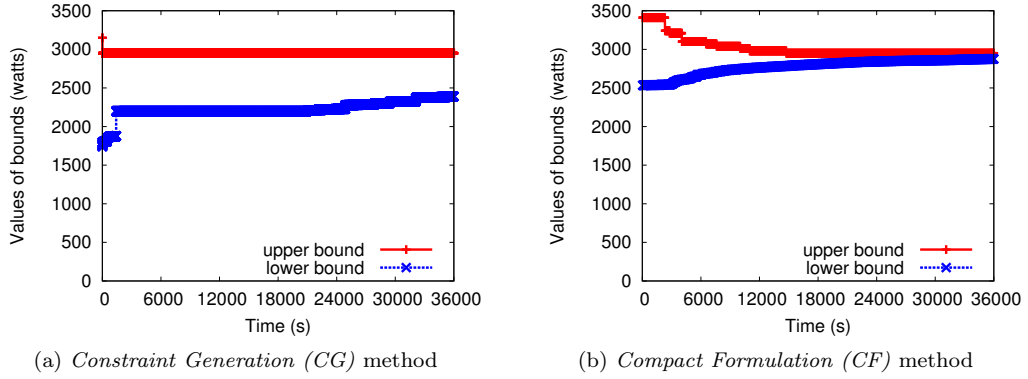 3500
3000
2500
2000
1500
1000
500
0
Values of bounds (watts)
upper bound
lower bound
0 6000 12000 18000 24000 30000 36000
Time (s)
(a) Constraint Generation (CG) method
3500
3000
2500
2000
1500
1000
500
0
Values of bounds (watts)
upper bound
lower bound
0 6000 12000 18000 24000 30000 36000
Time (s)
(b) Compact Formulation (CF) method